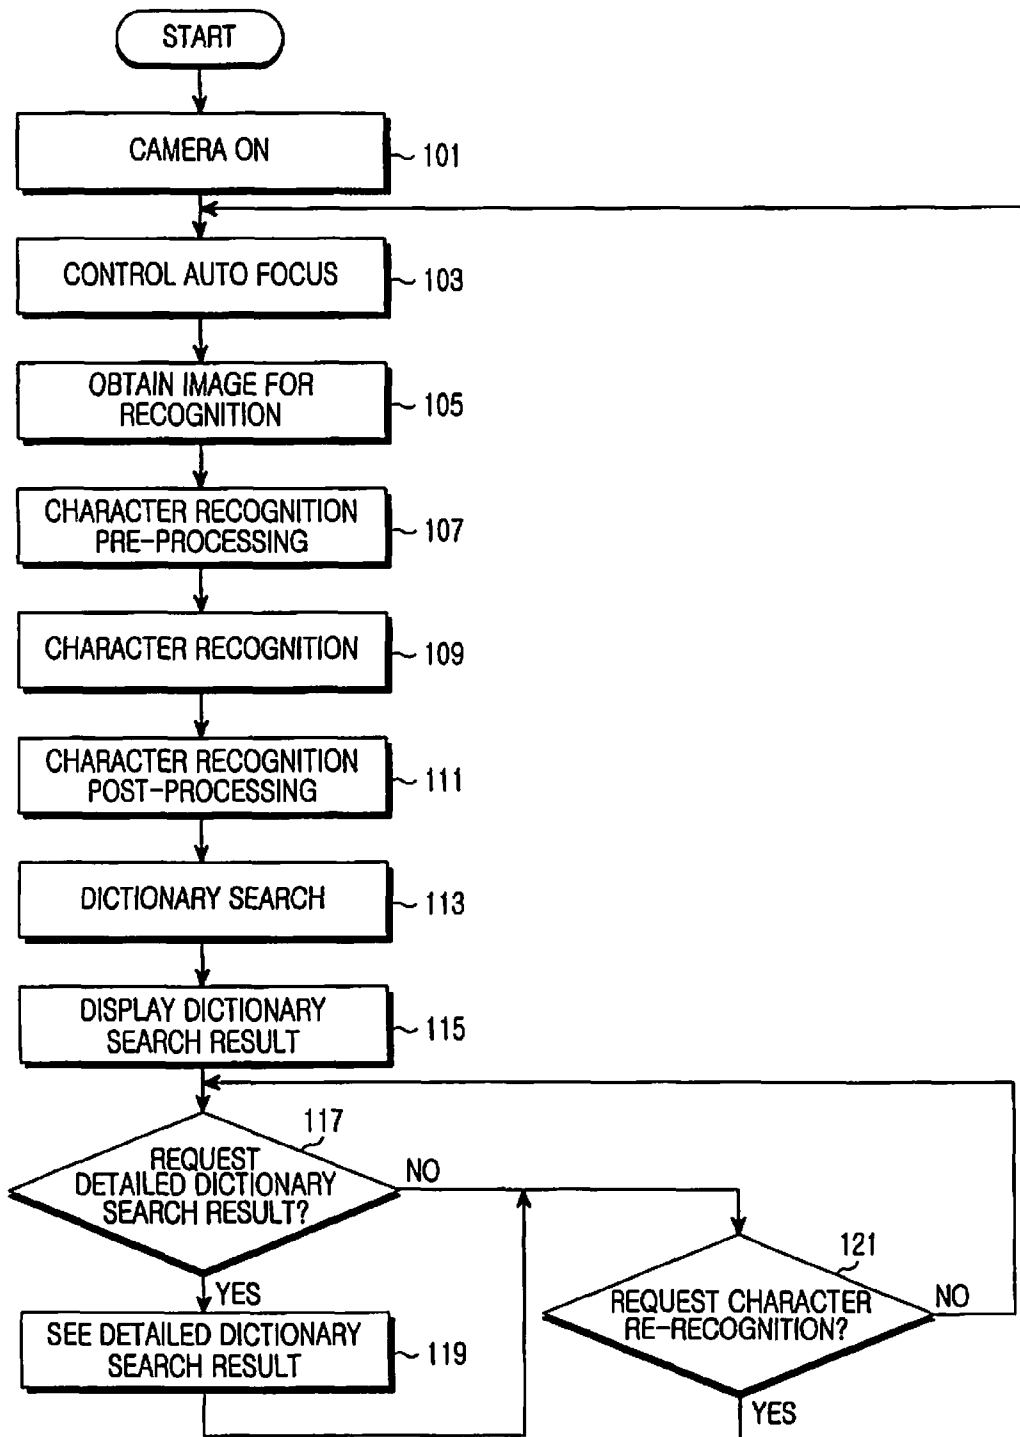 START
CAMERA ON
101
CONTROL AUTO FOCUS
103
OBTAIN IMAGE FOR
RECOGNITION
105
CHARACTER RECOGNITION
PRE-PROCESSING
107
CHARACTER RECOGNITION
109
CHARACTER RECOGNITION
POST-PROCESSING
111
DICTIONARY SEARCH
113
DISPLAY DICTIONARY
SEARCH RESULT
115
117
REQUEST
DETAILED DICTIONARY
SEARCH RESULT?
NO
YES
SEE DETAILED DICTIONARY
SEARCH RESULT
119
121
REQUEST CHARACTER
RE-RECOGNITION?
NO
YES